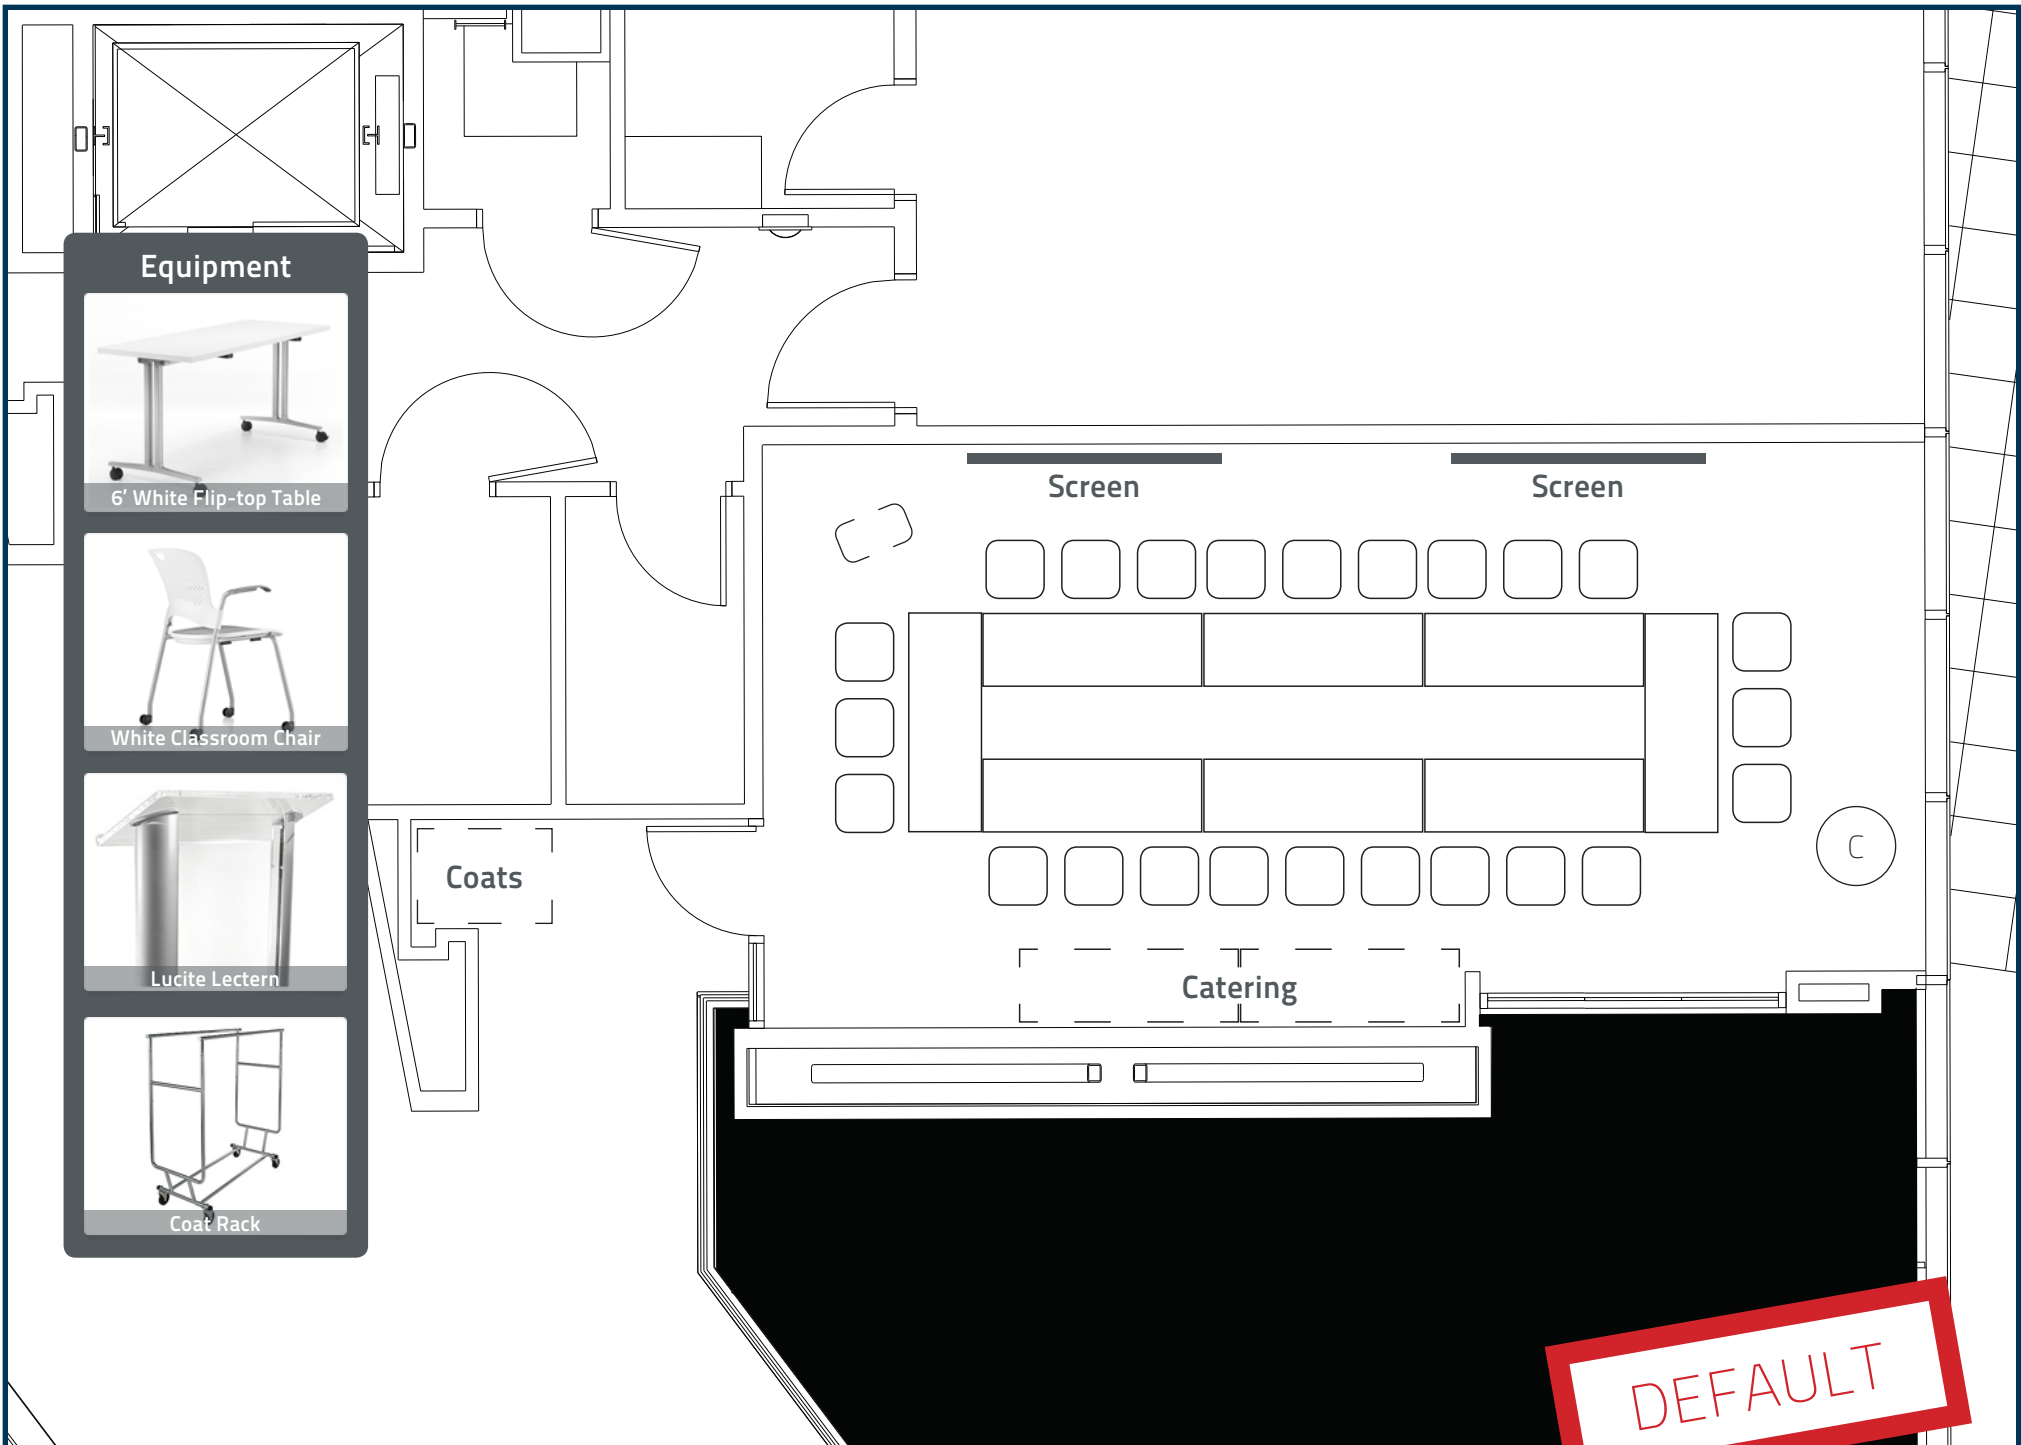 Equipment
6′ White Flip-top Table
White Classroom Chair
Lucite Lectern
Coat Rack
Screen
Screen
Coats
C
Catering
DEFAULT